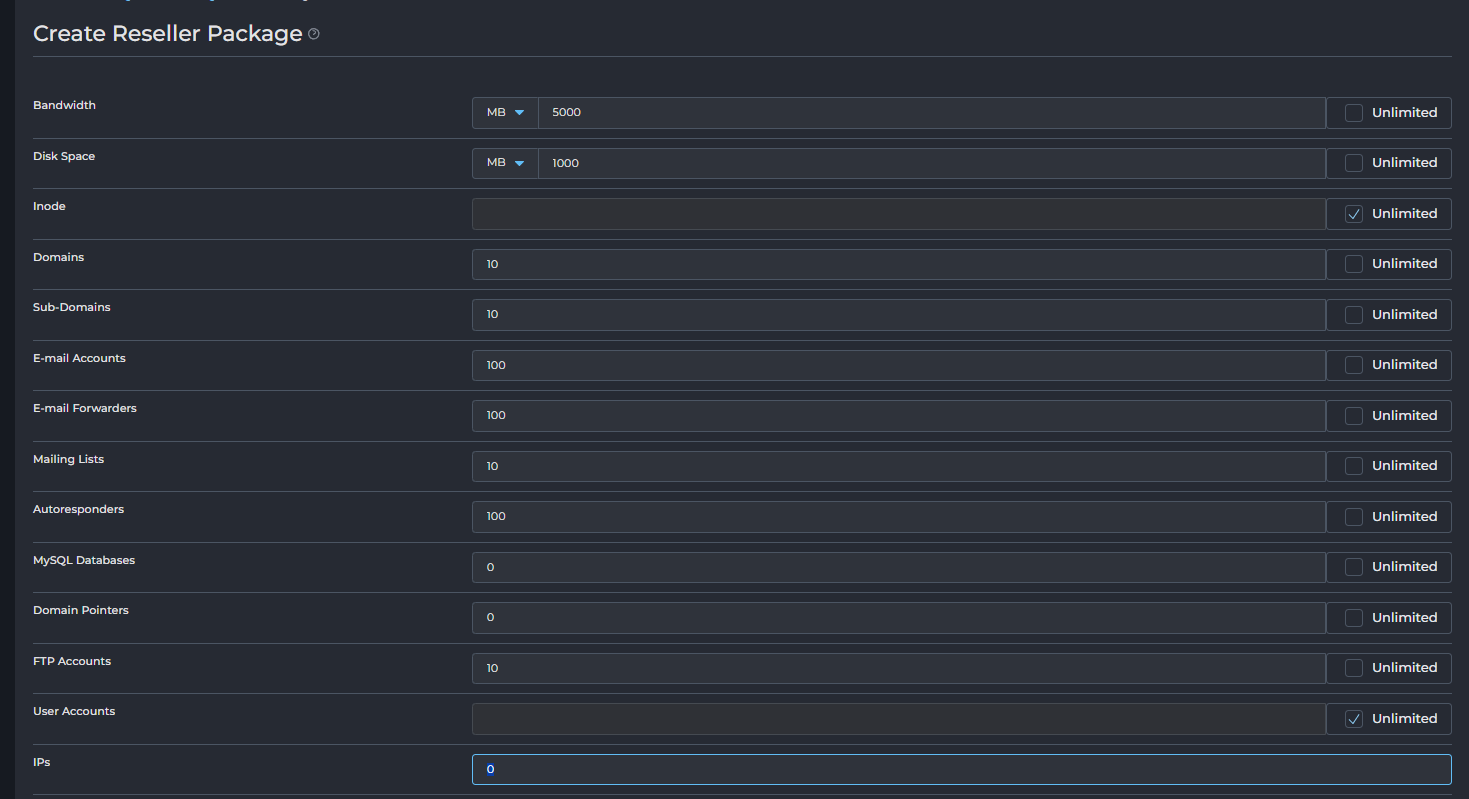 Create Reseller Package
Bandwidth MB 5000 Unlimited
Disk Space MB 1000 Unlimited
Inode Unlimited
Domains 10 Unlimited
Sub-Domains 10 Unlimited
E-mail Accounts 100 Unlimited
E-mail Forwarders 100 Unlimited
Mailing Lists 10 Unlimited
Autoresponders 100 Unlimited
MySQL Databases 0 Unlimited
Domain Pointers 0 Unlimited
FTP Accounts 10 Unlimited
User Accounts Unlimited
IPs 0